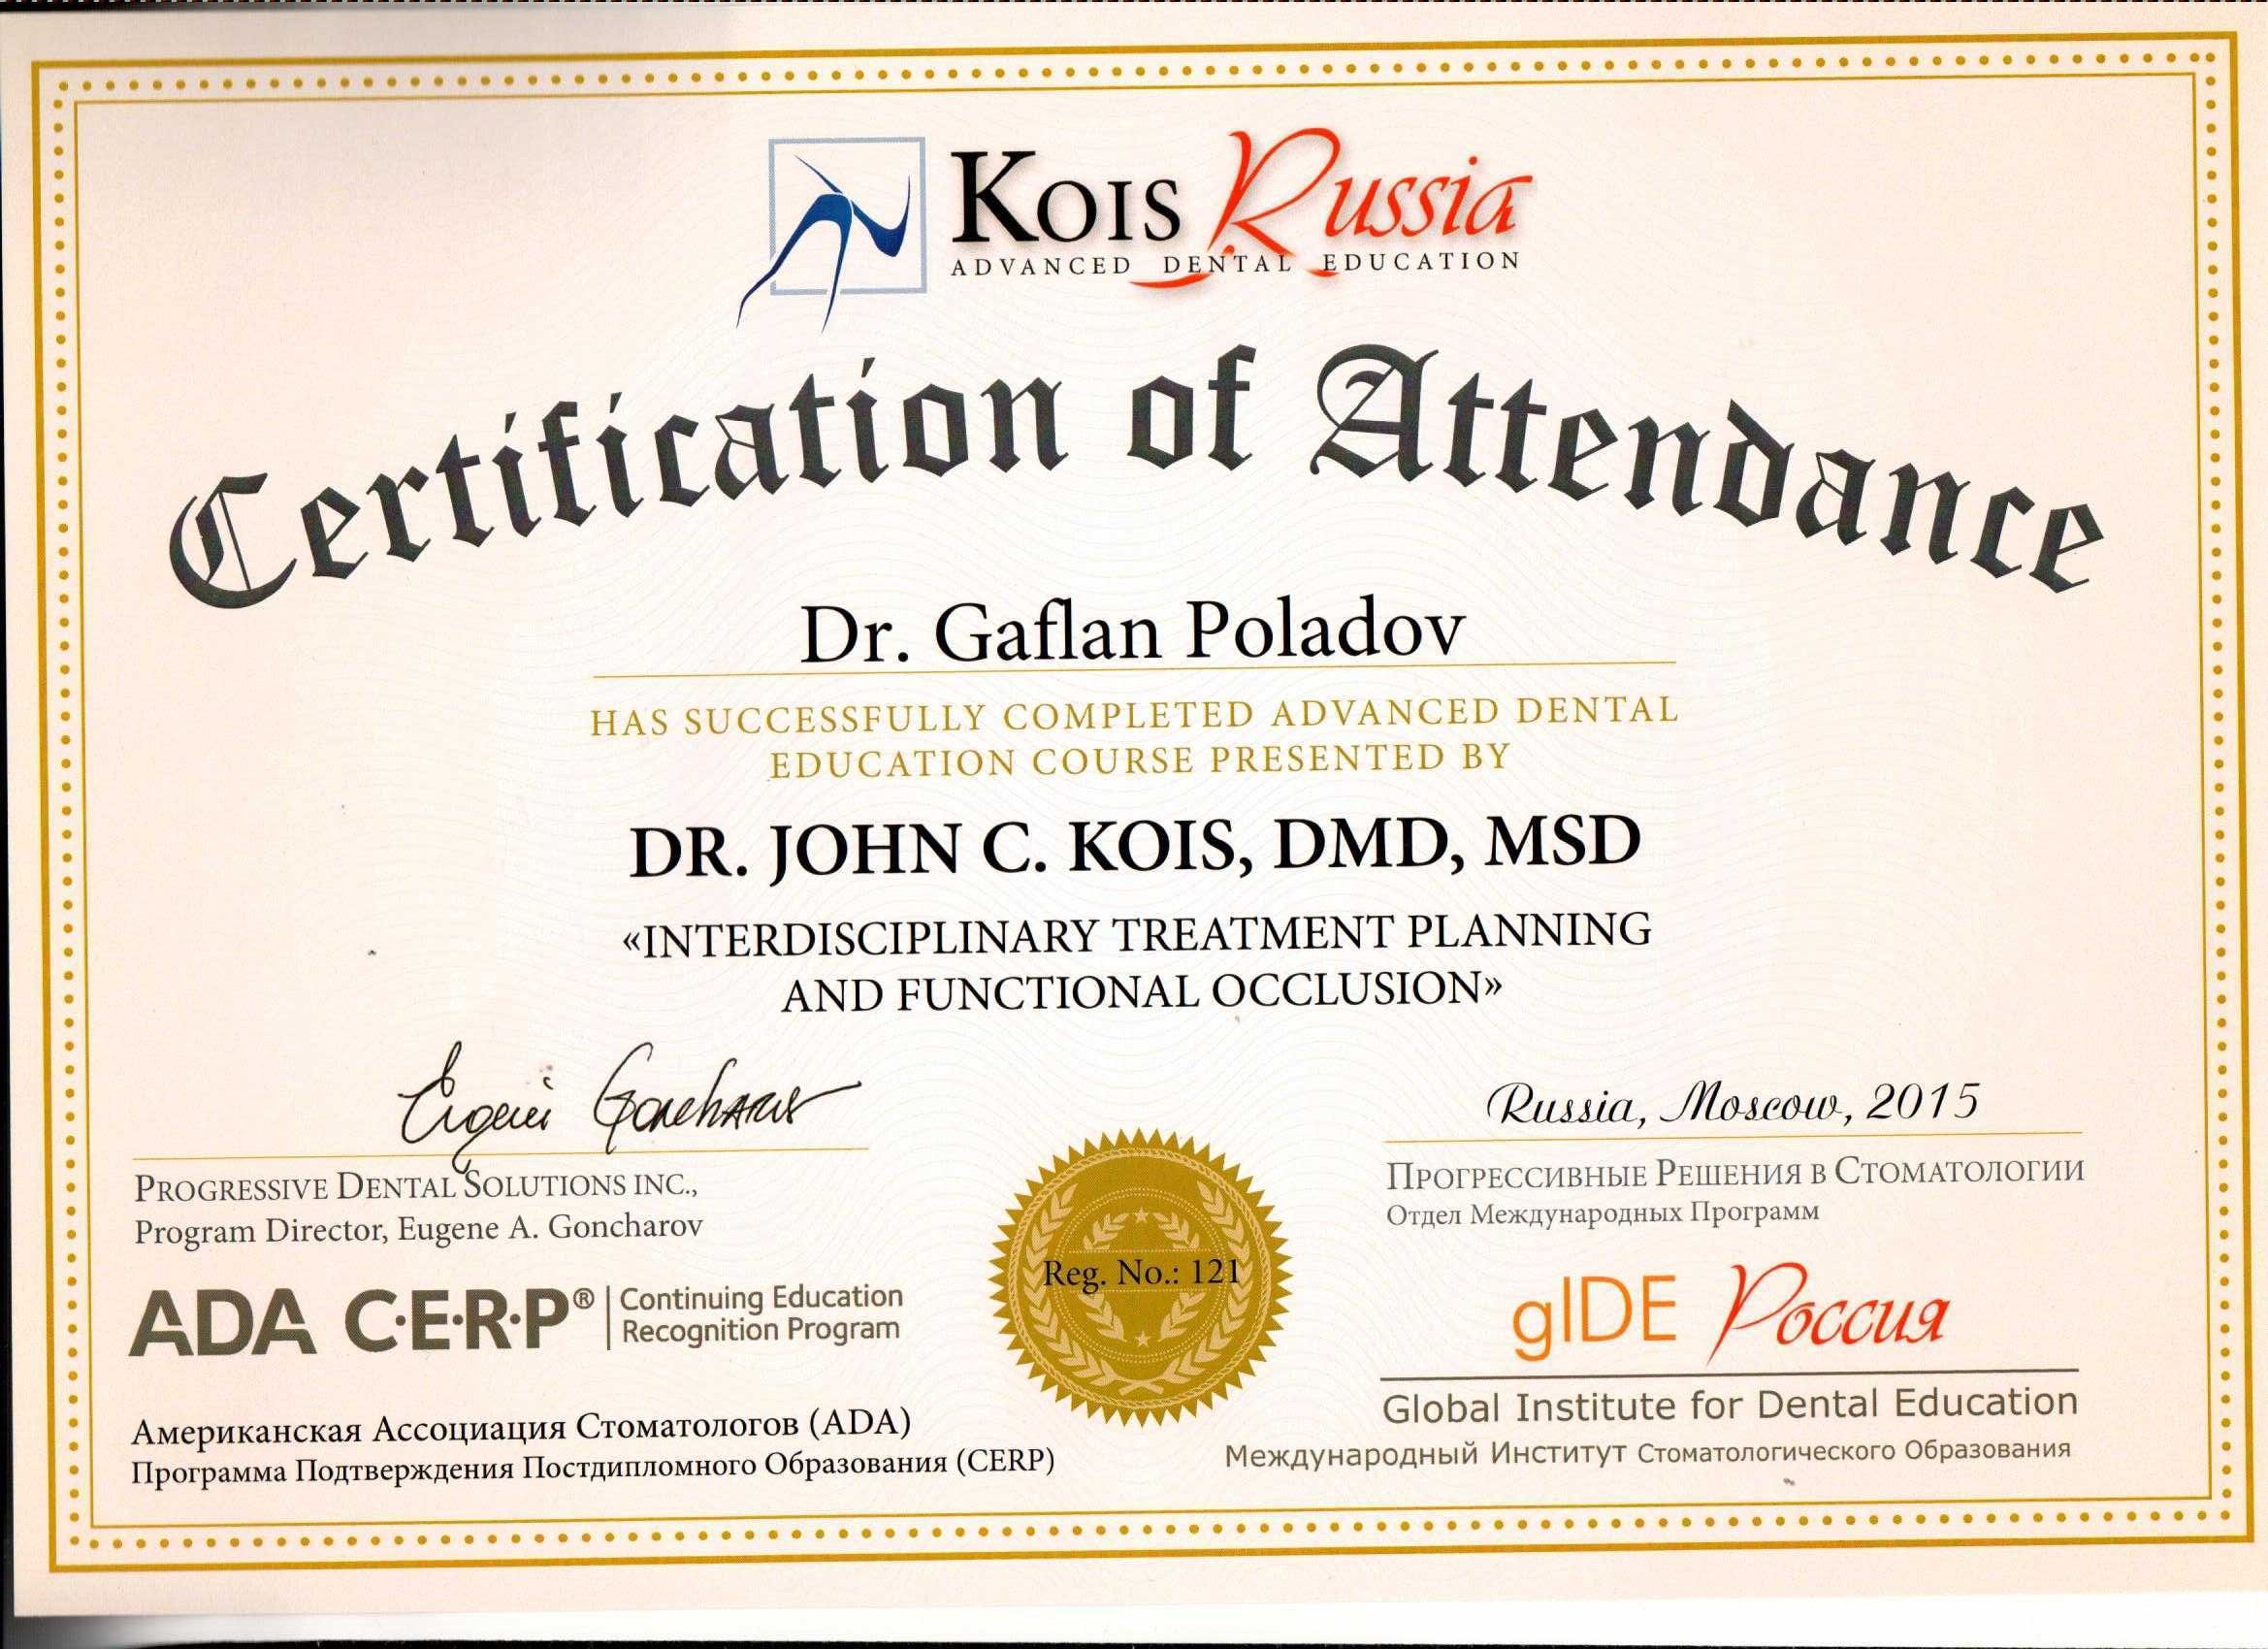 KOIS Russia
ADVANCED DENTAL EDUCATION
Certification of Attendance
Dr. Gaflan Poladov
HAS SUCCESSFULLY COMPLETED ADVANCED DENTAL
EDUCATION COURSE PRESENTED BY
DR. JOHN C. KOIS, DMD, MSD
«INTERDISCIPLINARY TREATMENT PLANNING
AND FUNCTIONAL OCCLUSION»
Eugeni Goncharov
PROGRESSIVE DENTAL SOLUTIONS INC.,
Program Director, Eugene A. Goncharov
ADA C·E·R·P®
Continuing Education
Recognition Program
Американская Ассоциация Стоматологов (ADA)
Программа Подтверждения Постдипломного Образования (CERP)
Reg. No.: 121
Russia, Moscow, 2015
ПРОГРЕССИВНЫЕ РЕШЕНИЯ В СТОМАТОЛОГИИ
Отдел Международных Программ
gIDE Россия
Global Institute for Dental Education
Международный Институт Стоматологического Образования